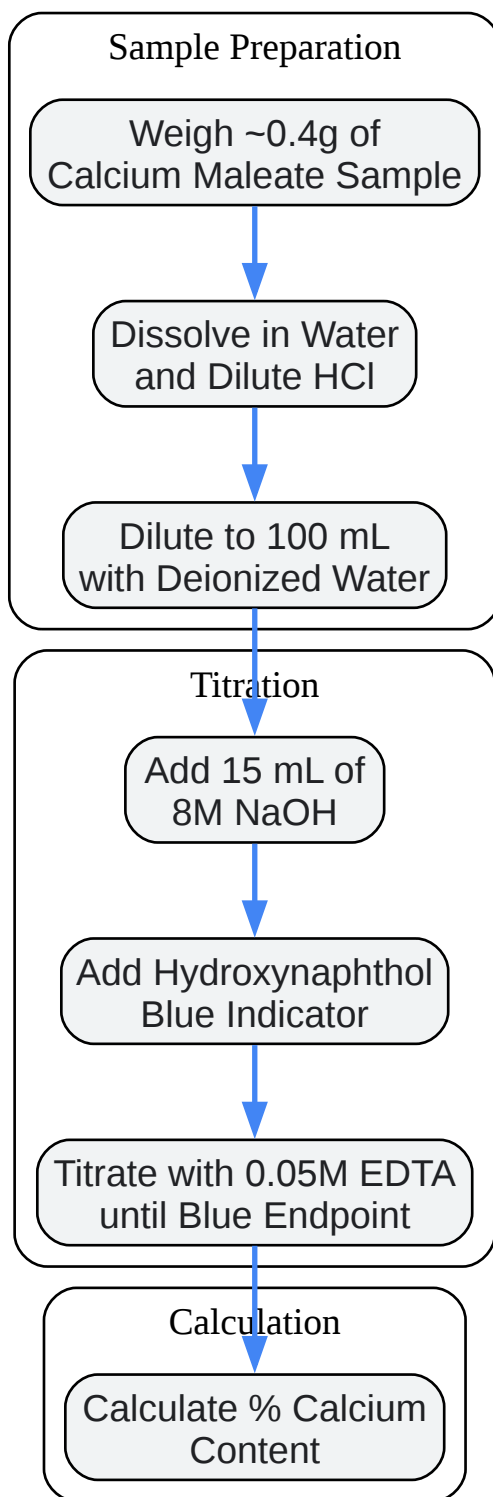 Sample Preparation
Weigh ~0.4g of
Calcium Maleate Sample
Dissolve in Water
and Dilute HCl
Dilute to 100 mL
with Deionized Water
Titration
Add 15 mL of
8M NaOH
Add Hydroxynaphthol
Blue Indicator
Titrate with 0.05M EDTA
until Blue Endpoint
Calculation
Calculate % Calcium
Content